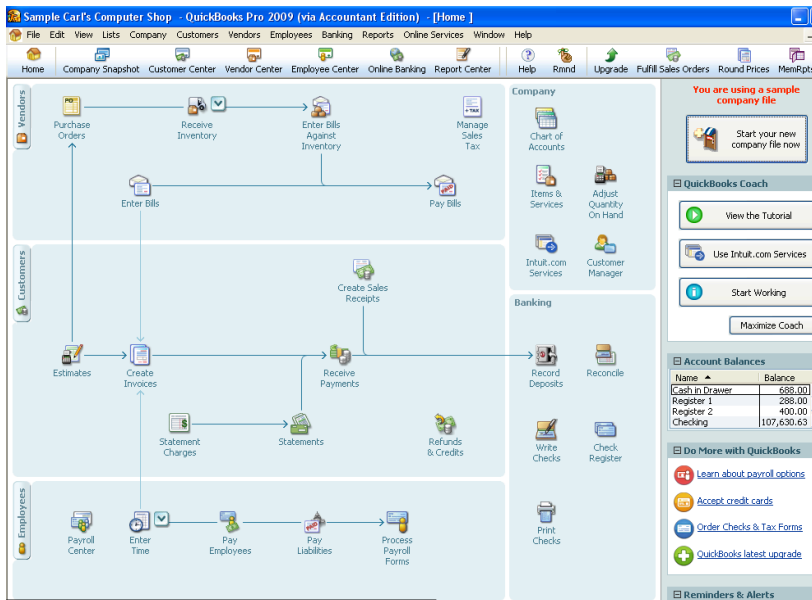 Sample Carl's Computer Shop - QuickBooks Pro 2009 (via Accountant Edition) - [Home ]
File Edit View Lists Company Customers Vendors Employees Banking Reports Online Services Window Help
Home Company Snapshot Customer Center Vendor Center Employee Center Online Banking Report Center Help Rmnd Upgrade Fulfill Sales Orders Round Prices MemRpts
Vendors
Purchase
Orders
Receive
Inventory
Enter Bills
Against
Inventory
Manage
Sales
Tax
Enter Bills
Pay Bills
Customers
Create Sales
Receipts
Estimates
Create
Invoices
Receive
Payments
Statement
Charges
Statements
Refunds
& Credits
Employees
Payroll
Center
Enter
Time
Pay
Employees
Pay
Liabilities
Process
Payroll
Forms
Company
Chart of
Accounts
Items &
Services
Adjust
Quantity
On Hand
Intuit.com
Services
Customer
Manager
Banking
Record
Deposits
Reconcile
Write
Checks
Check
Register
Print
Checks
You are using a sample
company file
Start your new
company file now
QuickBooks Coach
View the Tutorial
Use Intuit.com Services
Start Working
Maximize Coach
Account Balances
Name Balance
Cash in Drawer 688.00
Register 1 288.00
Register 2 400.00
Checking 107,630.63
Do More with QuickBooks
Learn about payroll options
Accept credit cards
Order Checks & Tax Forms
QuickBooks latest upgrade
Reminders & Alerts